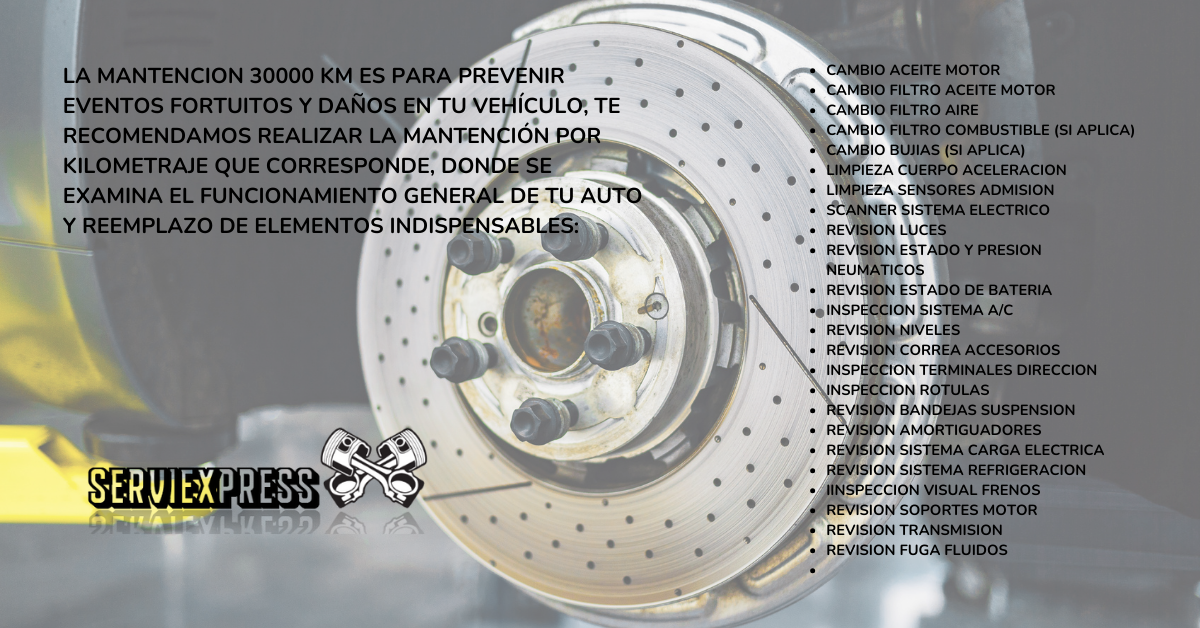 LA MANTENCION 30000 KM ES PARA PREVENIR
EVENTOS FORTUITOS Y DAÑOS EN TU VEHÍCULO, TE
RECOMENDAMOS REALIZAR LA MANTENCIÓN POR
KILOMETRAJE QUE CORRESPONDE, DONDE SE
EXAMINA EL FUNCIONAMIENTO GENERAL DE TU AUTO
Y REEMPLAZO DE ELEMENTOS INDISPENSABLES:
SERVIEXPRESS
• CAMBIO ACEITE MOTOR
• CAMBIO FILTRO ACEITE MOTOR
• CAMBIO FILTRO AIRE
• CAMBIO FILTRO COMBUSTIBLE (SI APLICA)
• CAMBIO BUJIAS (SI APLICA)
• LIMPIEZA CUERPO ACELERACION
• LIMPIEZA SENSORES ADMISION
• SCANNER SISTEMA ELECTRICO
• REVISION LUCES
• REVISION ESTADO Y PRESION
NEUMATICOS
• REVISION ESTADO DE BATERIA
• INSPECCION SISTEMA A/C
• REVISION NIVELES
• REVISION CORREA ACCESORIOS
• INSPECCION TERMINALES DIRECCION
• INSPECCION ROTULAS
• REVISION BANDEJAS SUSPENSION
• REVISION AMORTIGUADORES
• REVISION SISTEMA CARGA ELECTRICA
• REVISION SISTEMA REFRIGERACION
• IINSPECCION VISUAL FRENOS
• REVISION SOPORTES MOTOR
• REVISION TRANSMISION
• REVISION FUGA FLUIDOS
•